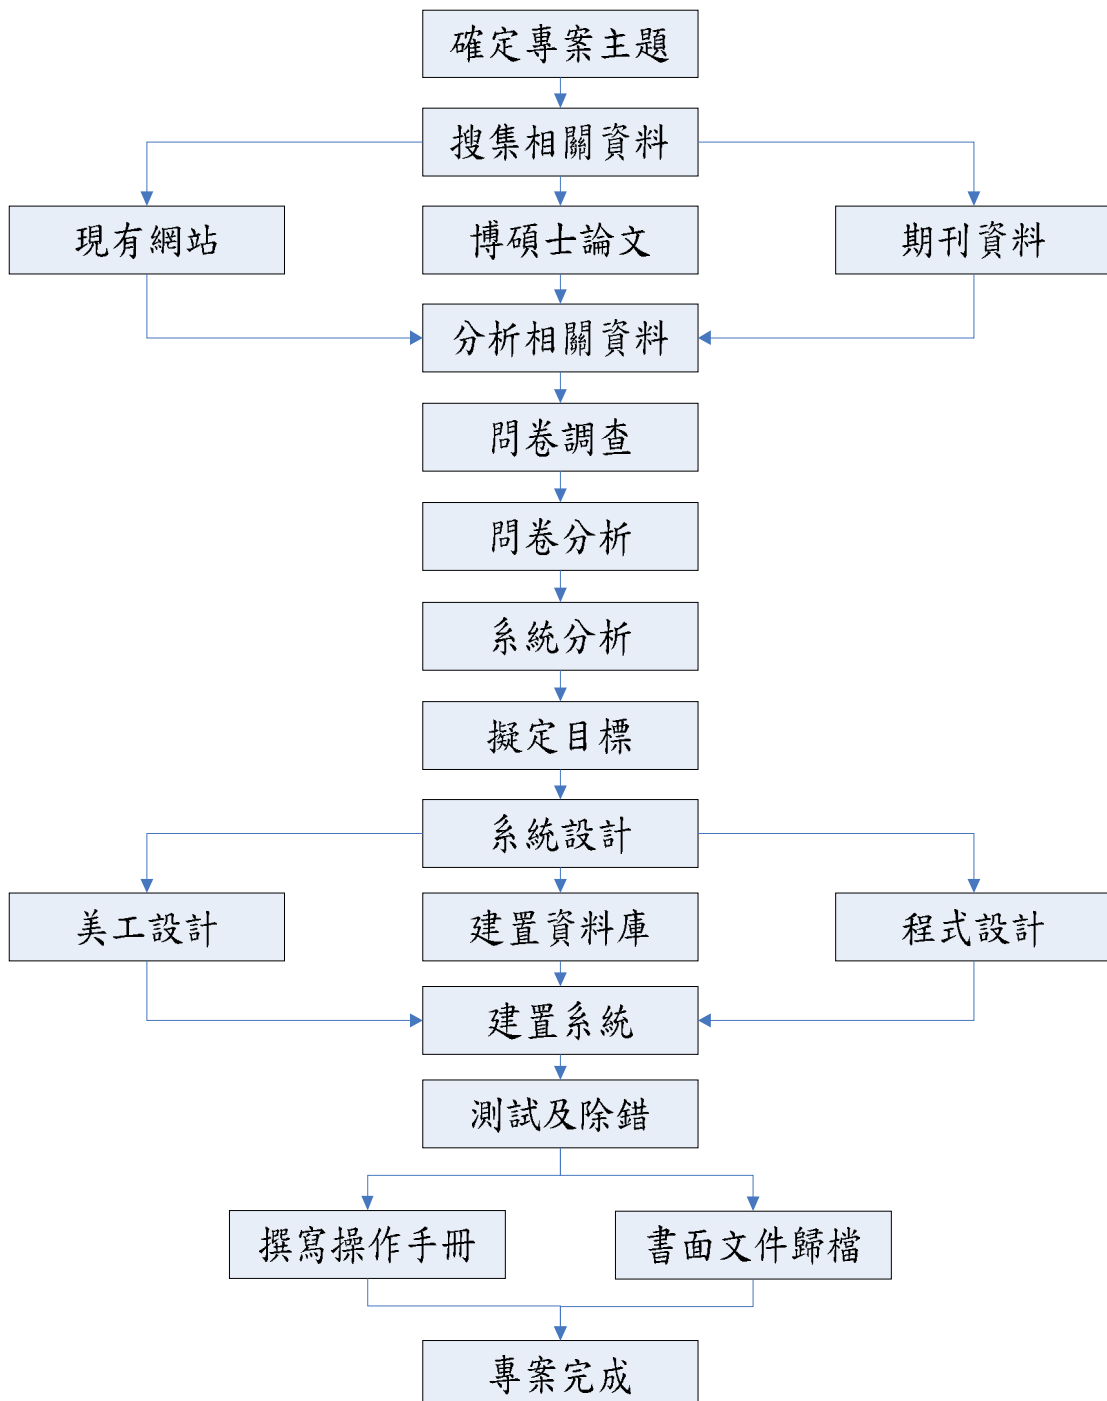 確定專案主題
搜集相關資料
現有網站
博碩士論文
期刊資料
分析相關資料
問卷調查
問卷分析
系統分析
擬定目標
系統設計
美工設計
建置資料庫
程式設計
建置系統
測試及除錯
撰寫操作手冊
書面文件歸檔
專案完成